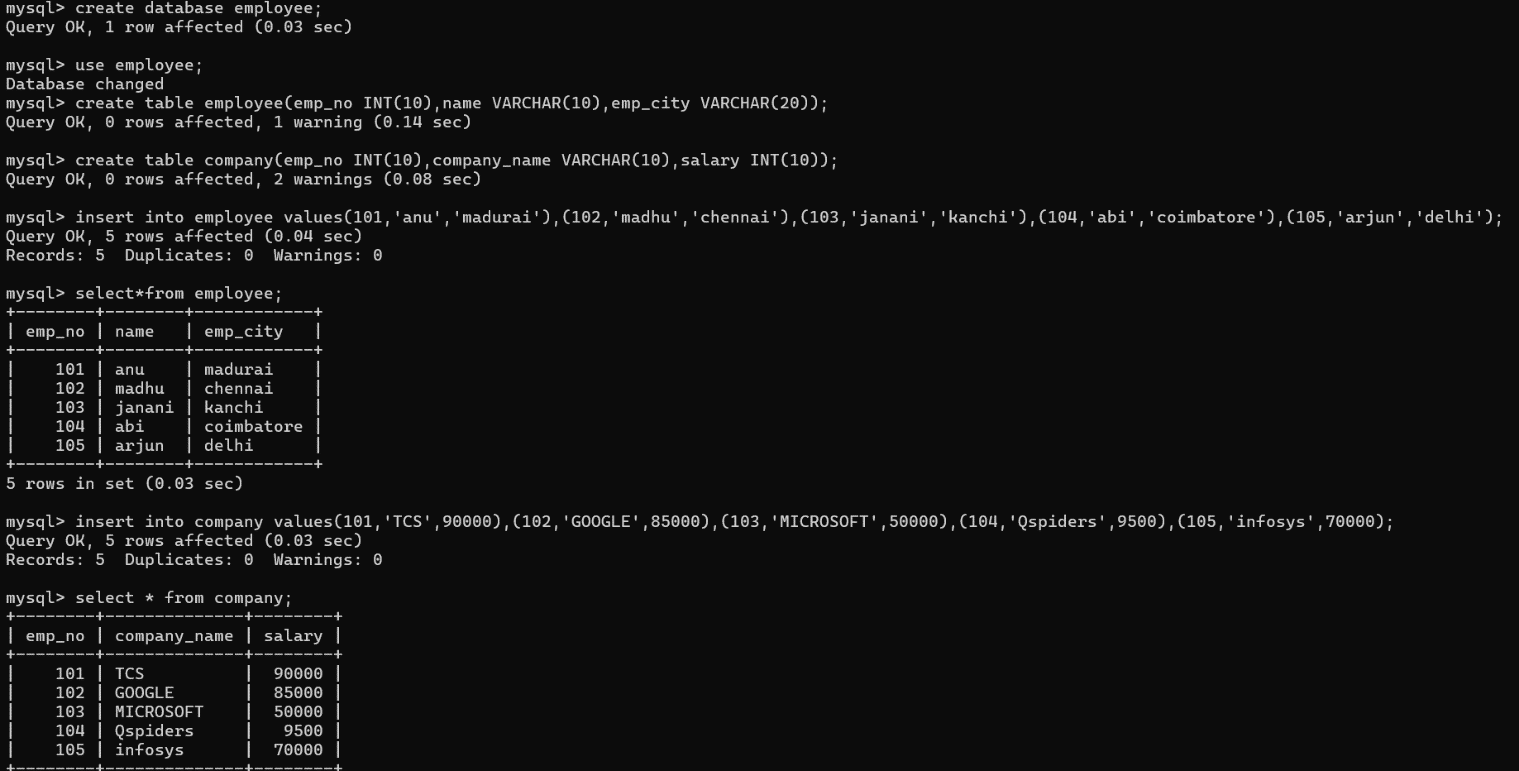 mysql> create database employee;
Query OK, 1 row affected (0.03 sec)

mysql> use employee;
Database changed
mysql> create table employee(emp_no INT(10),name VARCHAR(10),emp_city VARCHAR(20));
Query OK, 0 rows affected, 1 warning (0.14 sec)

mysql> create table company(emp_no INT(10),company_name VARCHAR(10),salary INT(10));
Query OK, 0 rows affected, 2 warnings (0.08 sec)

mysql> insert into employee values(101,'anu','madurai'),(102,'madhu','chennai'),(103,'janani','kanchi'),(104,'abi','coimbatore'),(105,'arjun','delhi');
Query OK, 5 rows affected (0.04 sec)
Records: 5  Duplicates: 0  Warnings: 0

mysql> select*from employee;
+--------+--------+------------+
| emp_no | name   | emp_city   |
+--------+--------+------------+
|    101 | anu    | madurai    |
|    102 | madhu  | chennai    |
|    103 | janani | kanchi     |
|    104 | abi    | coimbatore |
|    105 | arjun  | delhi      |
+--------+--------+------------+
5 rows in set (0.03 sec)

mysql> insert into company values(101,'TCS',90000),(102,'GOOGLE',85000),(103,'MICROSOFT',50000),(104,'Qspiders',9500),(105,'infosys',70000);
Query OK, 5 rows affected (0.03 sec)
Records: 5  Duplicates: 0  Warnings: 0

mysql> select * from company;
+--------+--------------+--------+
| emp_no | company_name | salary |
+--------+--------------+--------+
|    101 | TCS          |  90000 |
|    102 | GOOGLE       |  85000 |
|    103 | MICROSOFT    |  50000 |
|    104 | Qspiders     |   9500 |
|    105 | infosys      |  70000 |
+--------+--------------+--------+